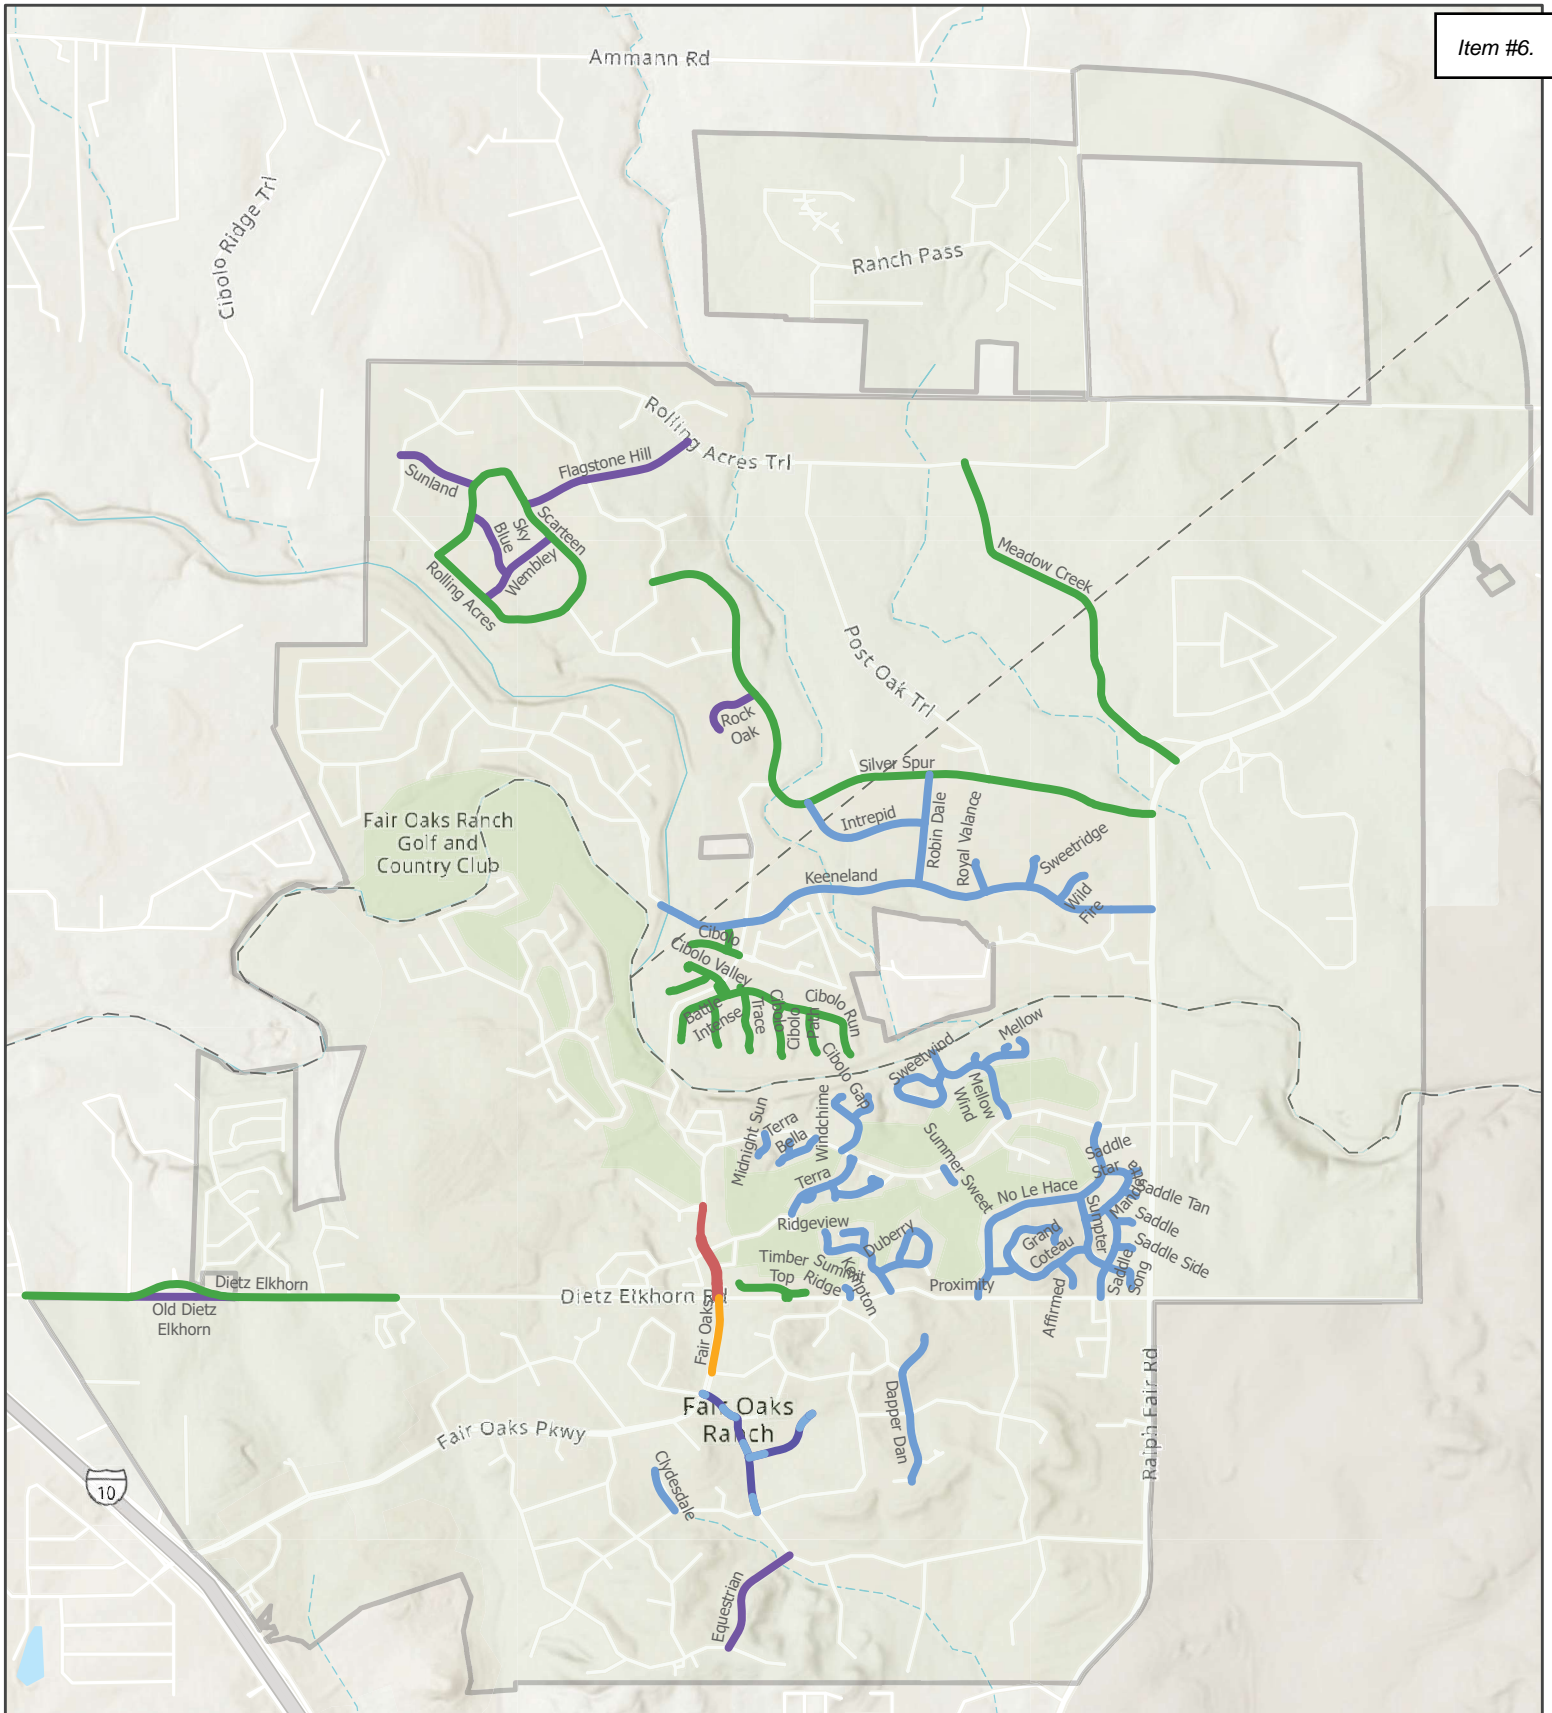 Item #6.
Ammann Rd
Cibolo Ridge Trl
Ranch Pass
Rolling Acres Trl
Flagstone Hill
Sunland
Sky
Blue
Scarteen
Wembley
Rolling Acres
Meadow Creek
Post Oak Trl
Rock
Oak
Silver Spur
Intrepid
Robin Dale
Royal Valance
Sweetridge
Fair Oaks Ranch
Golf and
Country Club
Keeneland
Wild
Fire
Cibolo
Cibolo Valley
Battle
Intense
Trace
Cibolo
Cibolo
Path
Cibolo Run
Cibolo Gap
Mellow
Sweetwind
Mellow
Wind
Midnight Sun
Terra
Bella
Windchime
Summer Sweet
Saddle
Star
Terra
No Le Hace
Mande
Saddle Tan
Saddle
Sumpter
Saddle Side
Saddle
Song
Ridgeview
Duberry
Grand
Coteau
Timber
Top
Summit
Ridge
Kempton
Proximity
Affirmed
Dietz Elkhorn
Old Dietz
Elkhorn
Dietz Elkhorn Rd
Fair Oaks
Fair Oaks
Ranch
Fair Oaks Pkwy
Dapper Dan
Ralph Fair Rd
Clydesdale
10
Equestrian